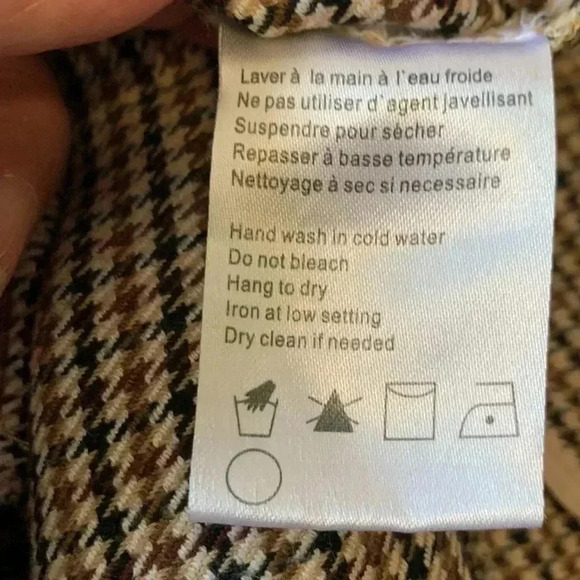 Laver à la main à l'eau froide
Ne pas utiliser d'agent javellisant
Suspendre pour sècher
Repasser à basse température
Nettoyage à sec si necessaire
Hand wash in cold water
Do not bleach
Hang to dry
Iron at low setting
Dry clean if needed